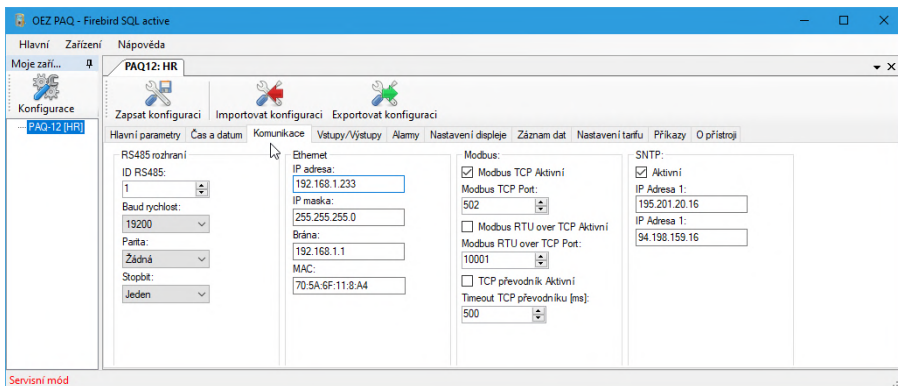 OEZ PAQ - Firebird SQL active
Hlavní Zařízení Nápověda
Moje zaří...
Konfigurace
PAQ-12 [HR]
PAQ12: HR
Zapsat konfiguraci Importovat konfiguraci Exportovat konfiguraci
Hlavní parametry Čas a datum Komunikace Vstupy/Výstupy Alarmy Nastavení displeje Záznam dat Nastavení tarifu Příkazy O přístroji
RS485 rozhraní
ID RS485:
1
Baud rychlost:
19200
Parita:
Žádná
Stopbit:
Jeden
Ethernet
IP adresa:
192.168.1.233
IP maska:
255.255.255.0
Brána:
192.168.1.1
MAC:
70:5A:6F:11:8:A4
Modbus:
Modbus TCP Aktivní
Modbus TCP Port:
502
Modbus RTU over TCP Aktivní
Modbus RTU over TCP Port:
10001
TCP převodník Aktivní
Timeout TCP převodníku [ms]:
500
SNTP:
Aktivní
IP Adresa 1:
195.201.20.16
IP Adresa 1:
94.198.159.16
Servisní mód